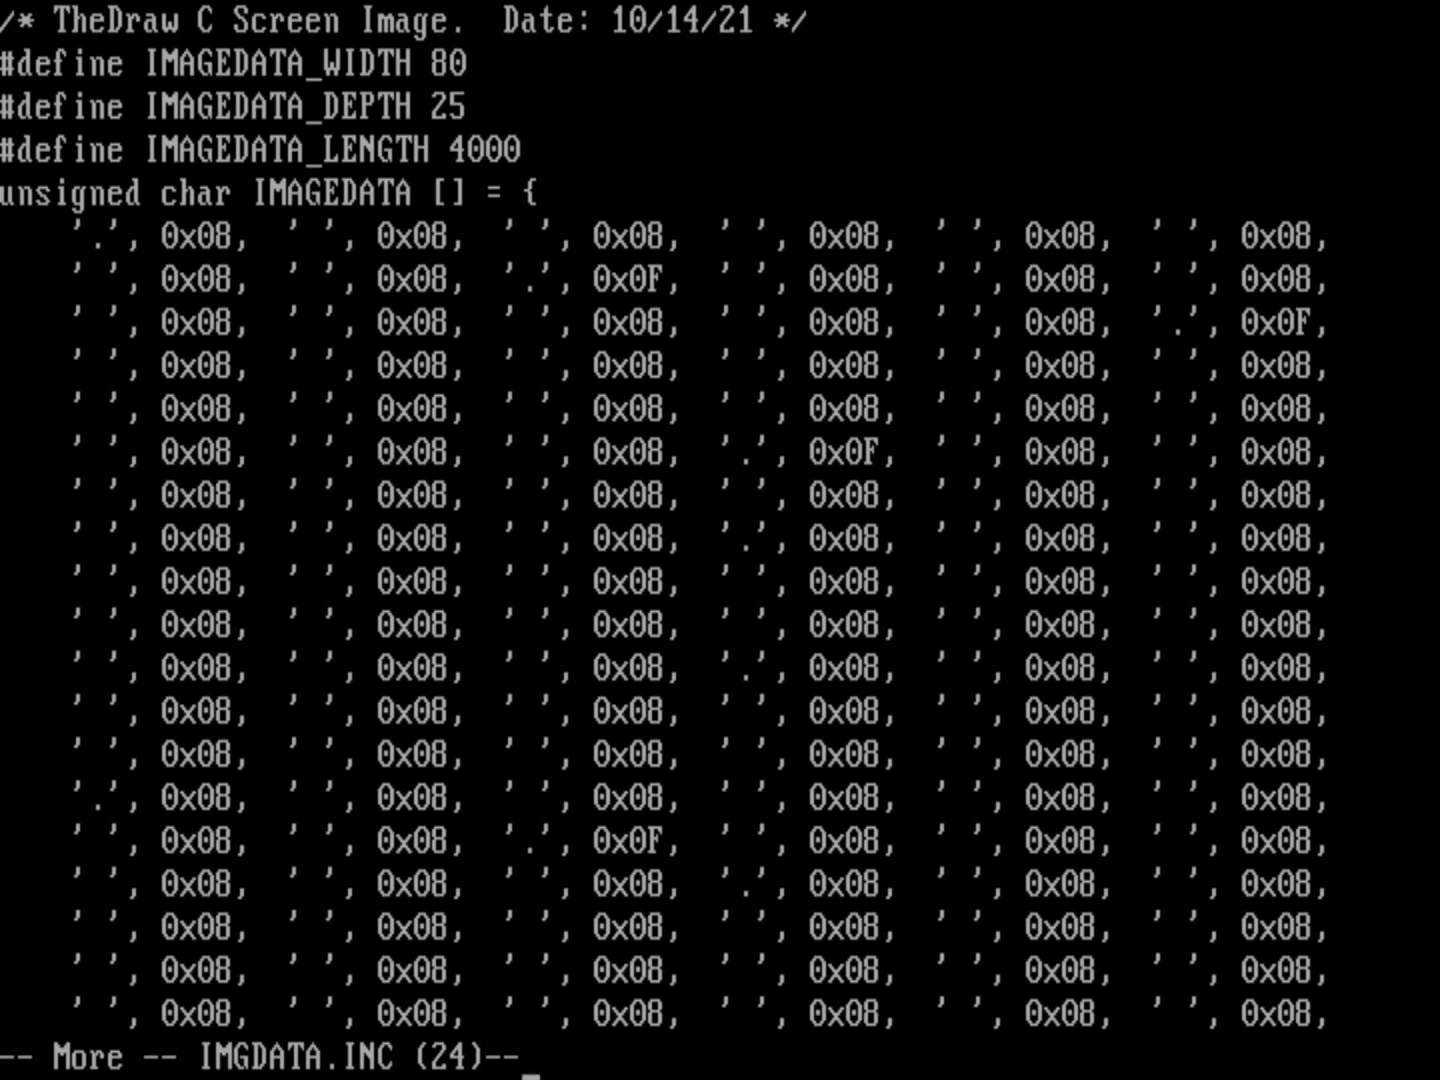 /* TheDraw C Screen Image.  Date: 10/14/21 */
#define IMAGEDATA_WIDTH 80
#define IMAGEDATA_DEPTH 25
#define IMAGEDATA_LENGTH 4000
unsigned char IMAGEDATA [] = {
    '.', 0x08,  ' ', 0x08,  ' ', 0x08,  ' ', 0x08,  ' ', 0x08,  ' ', 0x08,
    ' ', 0x08,  ' ', 0x08,  '.', 0x0F,  ' ', 0x08,  ' ', 0x08,  ' ', 0x08,
    ' ', 0x08,  ' ', 0x08,  ' ', 0x08,  ' ', 0x08,  ' ', 0x08,  '.', 0x0F,
    ' ', 0x08,  ' ', 0x08,  ' ', 0x08,  ' ', 0x08,  ' ', 0x08,  ' ', 0x08,
    ' ', 0x08,  ' ', 0x08,  ' ', 0x08,  ' ', 0x08,  ' ', 0x08,  ' ', 0x08,
    ' ', 0x08,  ' ', 0x08,  ' ', 0x08,  '.', 0x0F,  ' ', 0x08,  ' ', 0x08,
    ' ', 0x08,  ' ', 0x08,  ' ', 0x08,  ' ', 0x08,  ' ', 0x08,  ' ', 0x08,
    ' ', 0x08,  ' ', 0x08,  ' ', 0x08,  '.', 0x08,  ' ', 0x08,  ' ', 0x08,
    ' ', 0x08,  ' ', 0x08,  ' ', 0x08,  ' ', 0x08,  ' ', 0x08,  ' ', 0x08,
    ' ', 0x08,  ' ', 0x08,  ' ', 0x08,  ' ', 0x08,  ' ', 0x08,  ' ', 0x08,
    ' ', 0x08,  ' ', 0x08,  ' ', 0x08,  '.', 0x08,  ' ', 0x08,  ' ', 0x08,
    ' ', 0x08,  ' ', 0x08,  ' ', 0x08,  ' ', 0x08,  ' ', 0x08,  ' ', 0x08,
    ' ', 0x08,  ' ', 0x08,  ' ', 0x08,  ' ', 0x08,  ' ', 0x08,  ' ', 0x08,
    '.', 0x08,  ' ', 0x08,  ' ', 0x08,  ' ', 0x08,  ' ', 0x08,  ' ', 0x08,
    ' ', 0x08,  ' ', 0x08,  '.', 0x0F,  ' ', 0x08,  ' ', 0x08,  ' ', 0x08,
    ' ', 0x08,  ' ', 0x08,  ' ', 0x08,  '.', 0x08,  ' ', 0x08,  ' ', 0x08,
    ' ', 0x08,  ' ', 0x08,  ' ', 0x08,  ' ', 0x08,  ' ', 0x08,  ' ', 0x08,
    ' ', 0x08,  ' ', 0x08,  ' ', 0x08,  ' ', 0x08,  ' ', 0x08,  ' ', 0x08,
    ' ', 0x08,  ' ', 0x08,  ' ', 0x08,  ' ', 0x08,  ' ', 0x08,  ' ', 0x08,
-- More -- IMGDATA.INC (24)--_